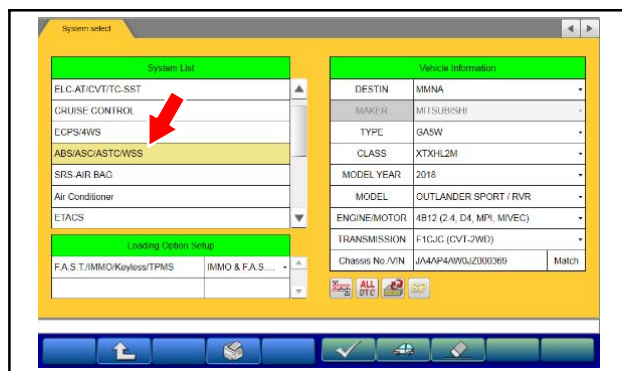 System select
System List
ELC-AT/CVT/TC-SST
CRUISE CONTROL
ECPS/4WS
ABS/ASC/ASTC/WSS
SRS-AIR BAG
Air Conditioner
ETACS
Loading Option Setup
F.A.S.T./IMMO/Keyless/TPMS IMMO & F.A.S....
Vehicle Information
DESTIN MMNA
MAKER MITSUBISHI
TYPE GA5W
CLASS XTXHL2M
MODEL YEAR 2018
MODEL OUTLANDER SPORT / RVR
ENGINE/MOTOR 4B12 (2.4, D4, MPI, MIVEC)
TRANSMISSION F1CJC (CVT-2WD)
Chassis No./VIN JA4AP4AW0JZ000369 Match
ALL
DTC